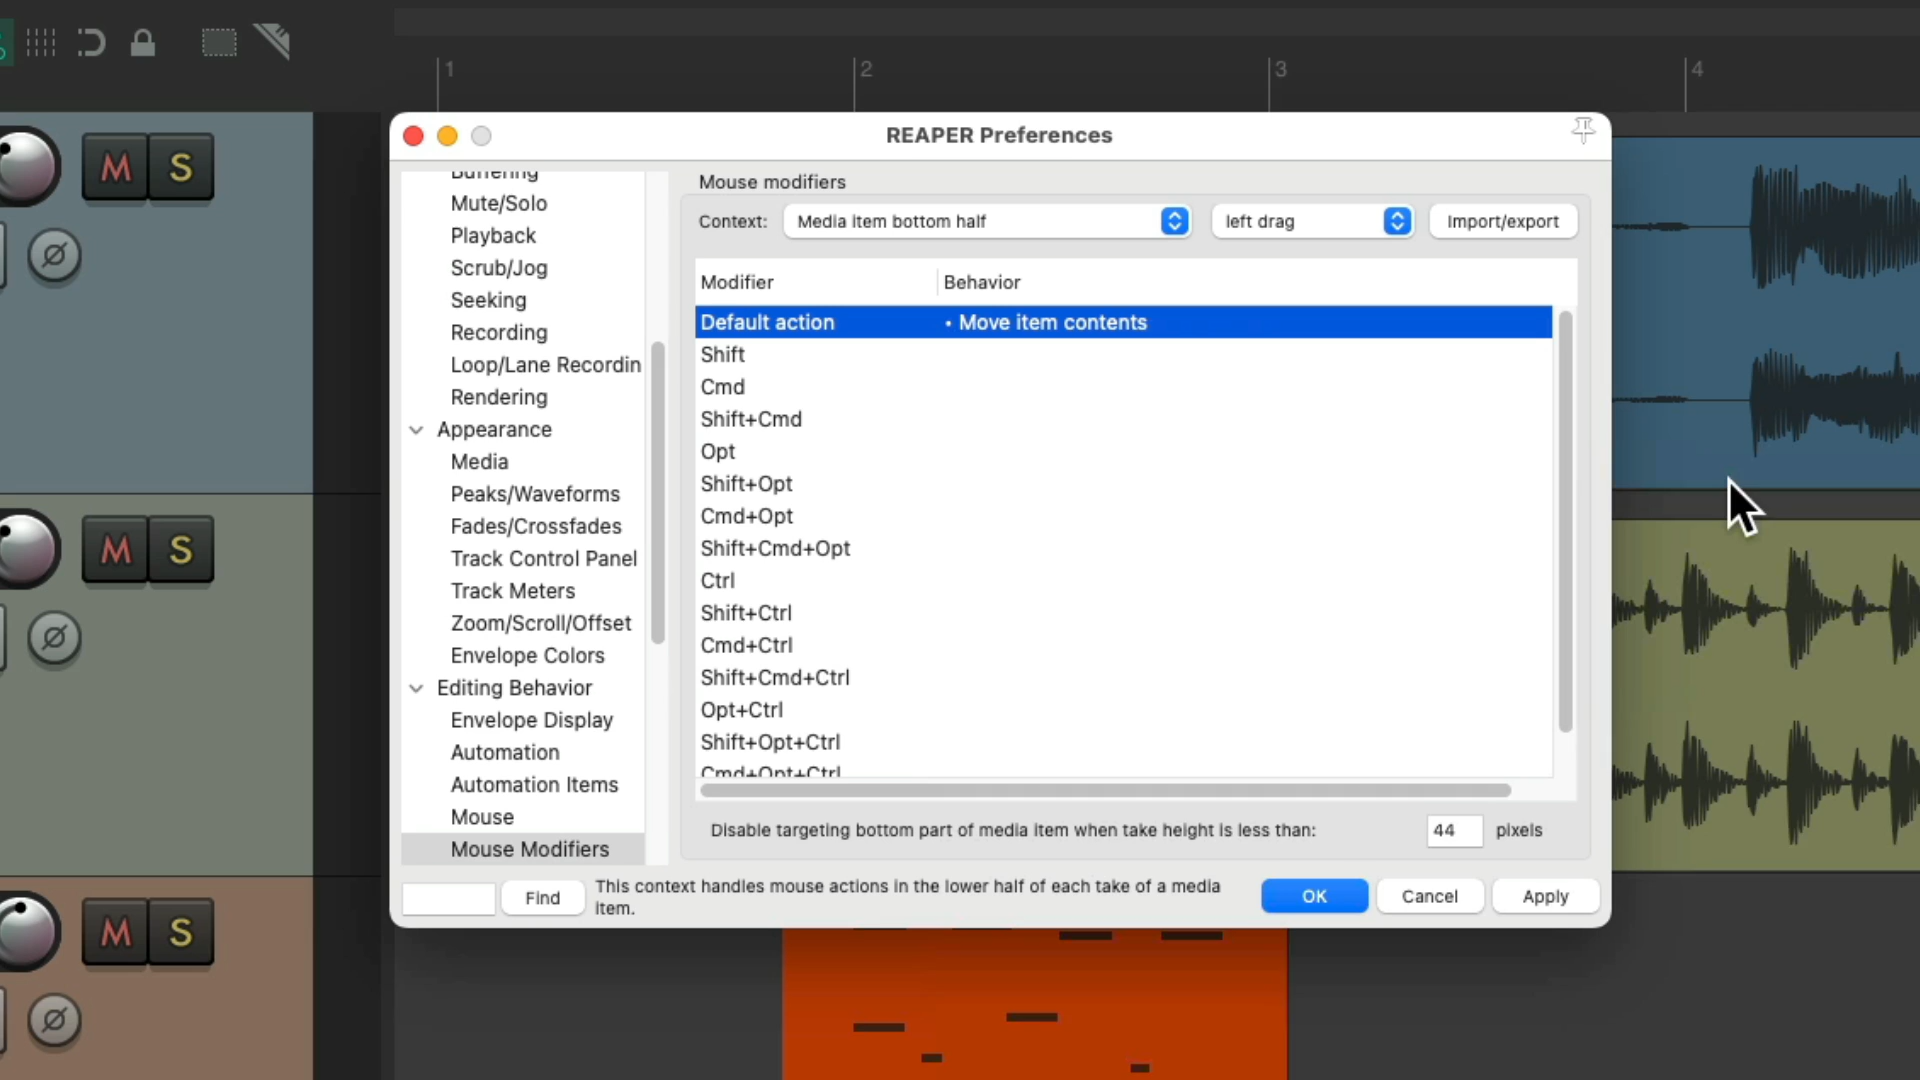 1
2
3
4
REAPER Preferences
M S
M S
M S
Buffering
Mute/Solo
Playback
Scrub/Jog
Seeking
Recording
Loop/Lane Recordin
Rendering
Appearance
Media
Peaks/Waveforms
Fades/Crossfades
Track Control Panel
Track Meters
Zoom/Scroll/Offset
Envelope Colors
Editing Behavior
Envelope Display
Automation
Automation Items
Mouse
Mouse Modifiers
Find
Mouse modifiers
Context: Media item bottom half left drag Import/export
Modifier Behavior
Default action • Move item contents
Shift
Cmd
Shift+Cmd
Opt
Shift+Opt
Cmd+Opt
Shift+Cmd+Opt
Ctrl
Shift+Ctrl
Cmd+Ctrl
Shift+Cmd+Ctrl
Opt+Ctrl
Shift+Opt+Ctrl
Cmd+Opt+Ctrl
Disable targeting bottom part of media item when take height is less than: 44 pixels
This context handles mouse actions in the lower half of each take of a media
item.
OK Cancel Apply